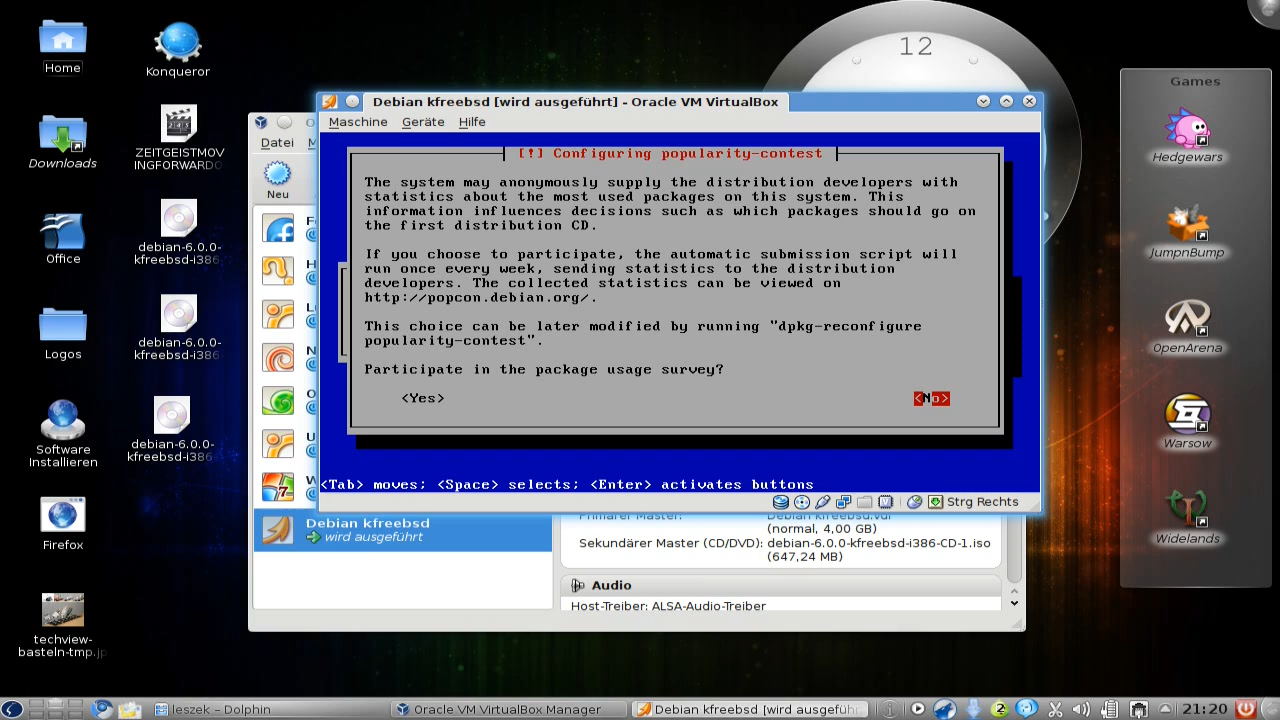 Home
Konqueror
Downloads
ZEITGEISTMOV
INGFORWARD
Office
debian-6.0.0-
kfreebsd-i386
Logos
debian-6.0.0-
kfreebsd-i386
Software
Installieren
debian-6.0.0-
kfreebsd-i386
Firefox
techview-
basteln-tmp.jp
12
Games
Hedgewars
JumpnBump
OpenArena
Warsow
Widelands
Datei
Neu
Debian kfreebsd [wird ausgeführt] - Oracle VM VirtualBox
Maschine Geräte Hilfe
[!] Configuring popularity-contest
The system may anonymously supply the distribution developers with
statistics about the most used packages on this system. This
information influences decisions such as which packages should go on
the first distribution CD.
If you choose to participate, the automatic submission script will
run once every week, sending statistics to the distribution
developers. The collected statistics can be viewed on
http://popcon.debian.org/.
This choice can be later modified by running "dpkg-reconfigure
popularity-contest".
Participate in the package usage survey?
<Yes> <No>
<Tab> moves; <Space> selects; <Enter> activates buttons
Strg Rechts
Debian kfreebsd
wird ausgeführt
Primärer Master: Debian kfreebsd.vdi
(normal, 4,00 GB)
Sekundärer Master (CD/DVD): debian-6.0.0-kfreebsd-i386-CD-1.iso
(647,24 MB)
Audio
Host-Treiber: ALSA-Audio-Treiber
leszek – Dolphin
Oracle VM VirtualBox Manager
Debian kfreebsd [wird ausgeführ
2
21:20